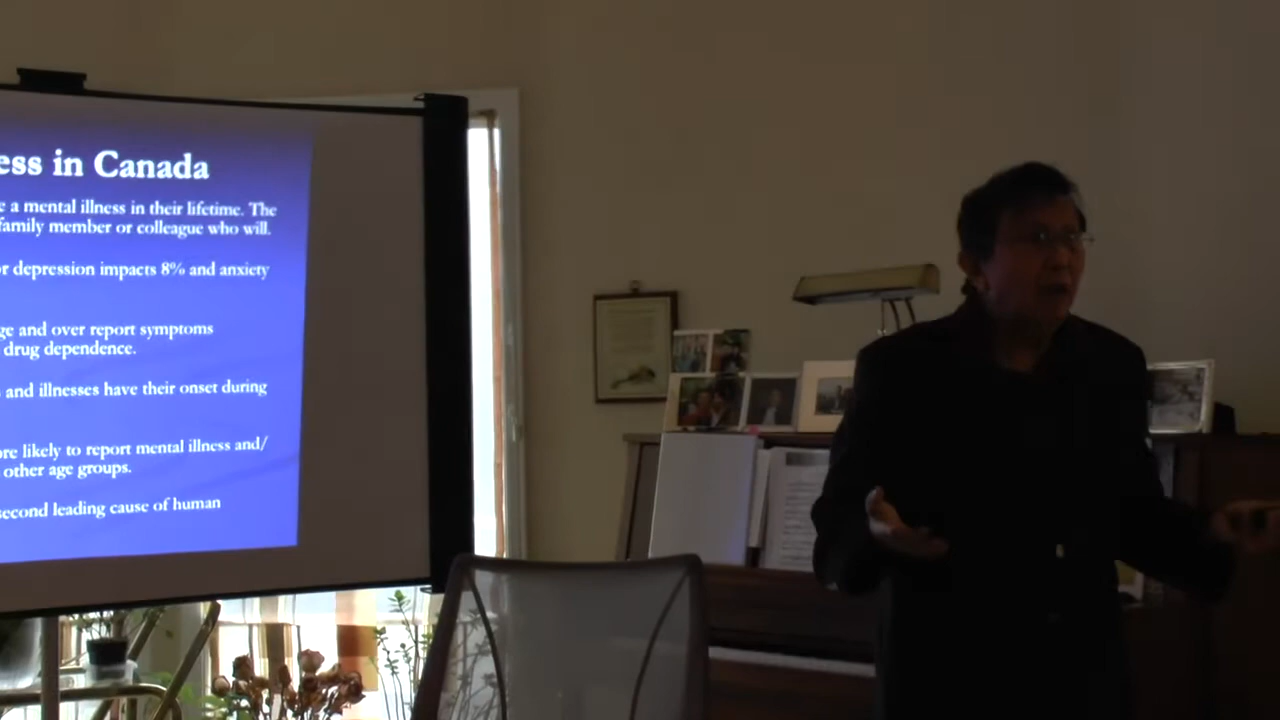 ess in Canada
e a mental illness in their lifetime. The
family member or colleague who will.
r depression impacts 8% and anxiety
ge and over report symptoms
drug dependence.
and illnesses have their onset during
re likely to report mental illness and/
other age groups.
second leading cause of human